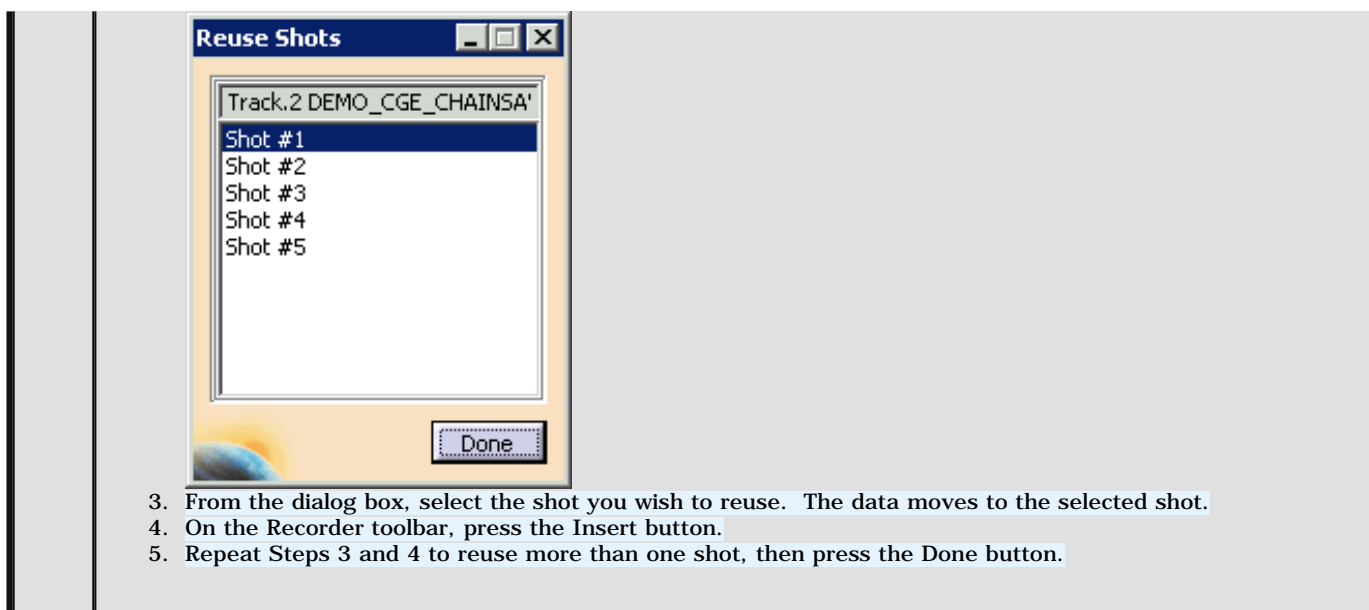 Reuse Shots
Track.2 DEMO_CGE_CHAINSA'
Shot #1
Shot #2
Shot #3
Shot #4
Shot #5
Done
3. From the dialog box, select the shot you wish to reuse. The data moves to the selected shot.
4. On the Recorder toolbar, press the Insert button.
5. Repeat Steps 3 and 4 to reuse more than one shot, then press the Done button.